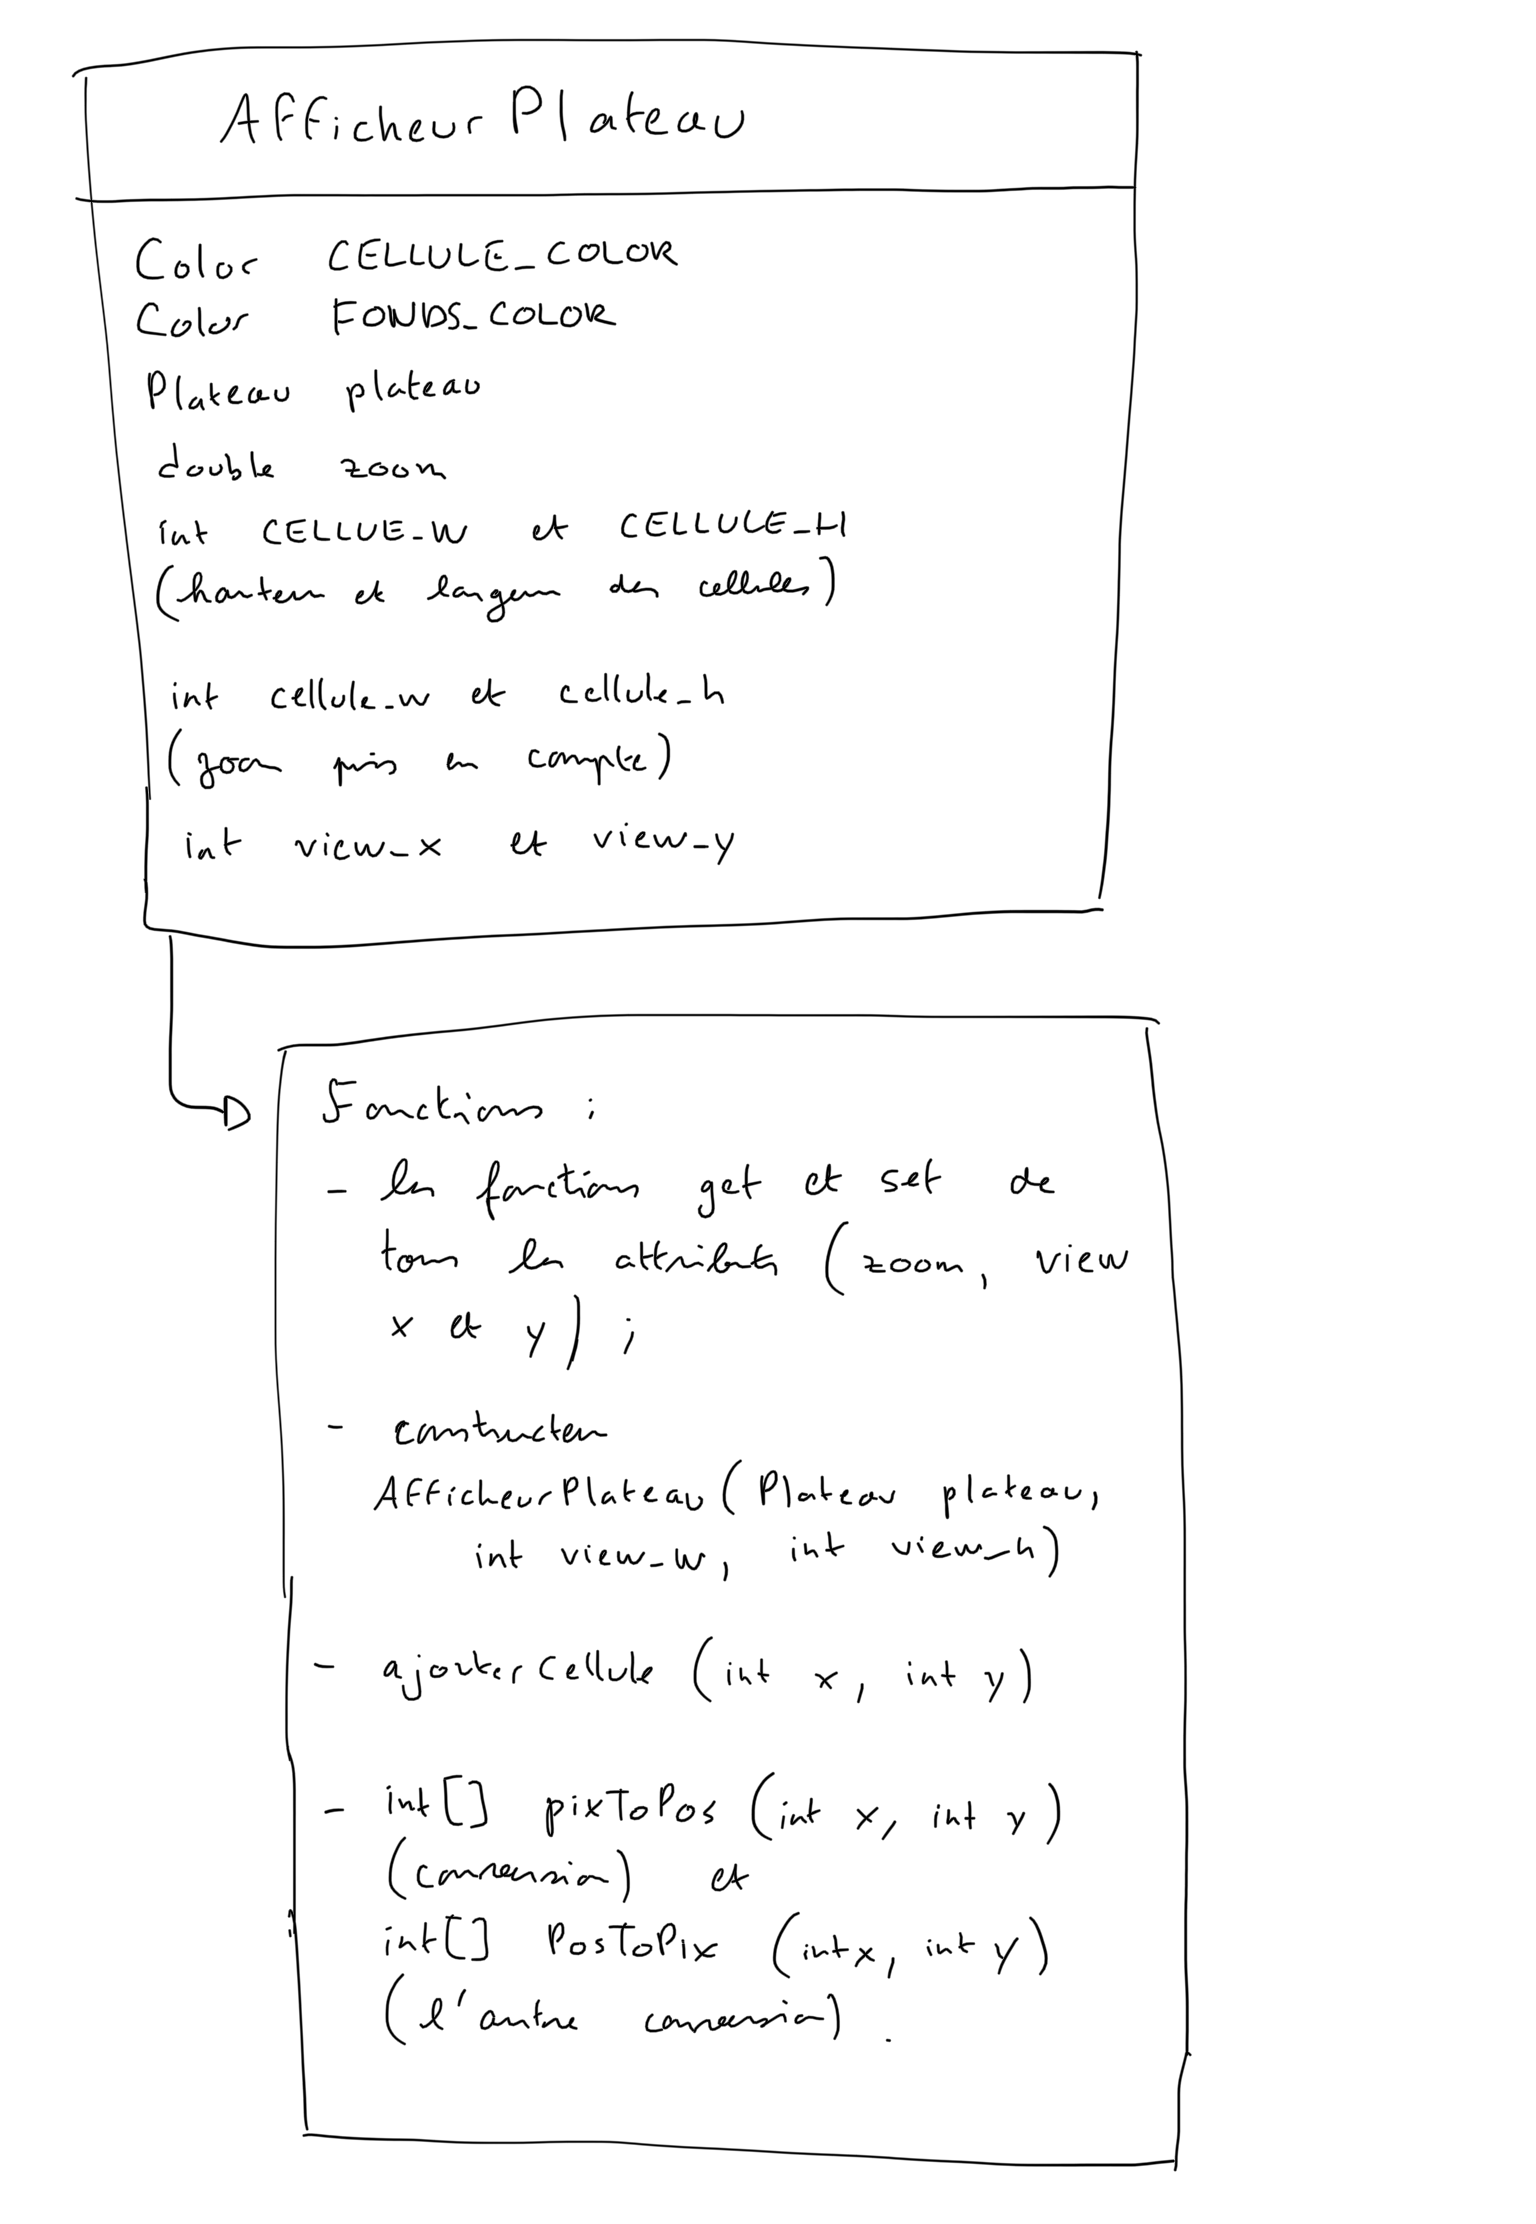 AfficheurPlateau
Color CELLULE_COLOR
Color FONDS_COLOR
Plateau plateau
double zoom
int CELLUE_W et CELLULE_H
(hauteur et largeur des cellules)
int cellule_w et cellule_h
(zoom pris en compte)
int view_x et view_y
Fonctions :
- les fonctions get et set de
tous les attributs (zoom, view
x et y) ;
- constructeur
AfficheurPlateau (Plateau plateau,
int view_w, int view_h)
- ajouterCellule (int x, int y)
- int[] pixToPos (int x, int y)
(conversion) et
int[] PosToPix (int x, int y)
(l'autre conversion).